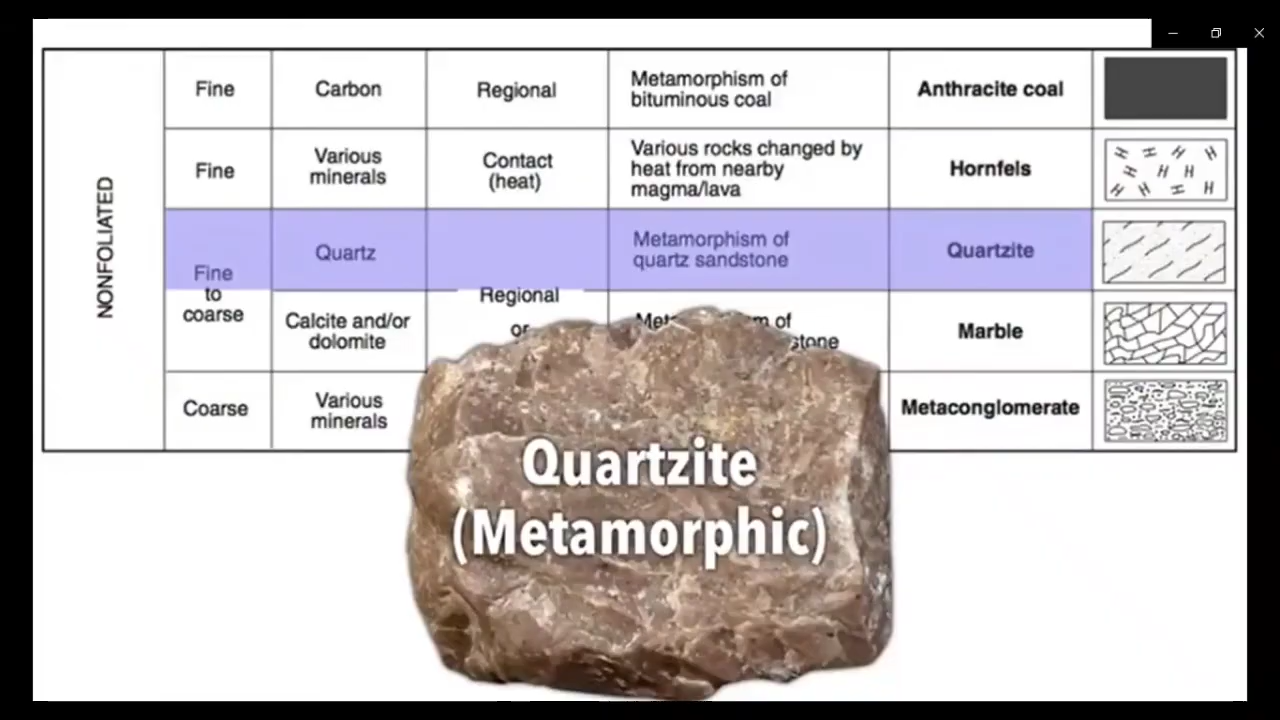 NONFOLIATED
Fine
Carbon
Regional
Metamorphism of
bituminous coal
Anthracite coal
Fine
Various
minerals
Contact
(heat)
Various rocks changed by
heat from nearby
magma/lava
Hornfels
Fine
to
coarse
Quartz
Regional
or
Metamorphism of
quartz sandstone
Quartzite
Calcite and/or
dolomite
of
Marble
Coarse
Various
minerals
Metaconglomerate
Quartzite
(Metamorphic)